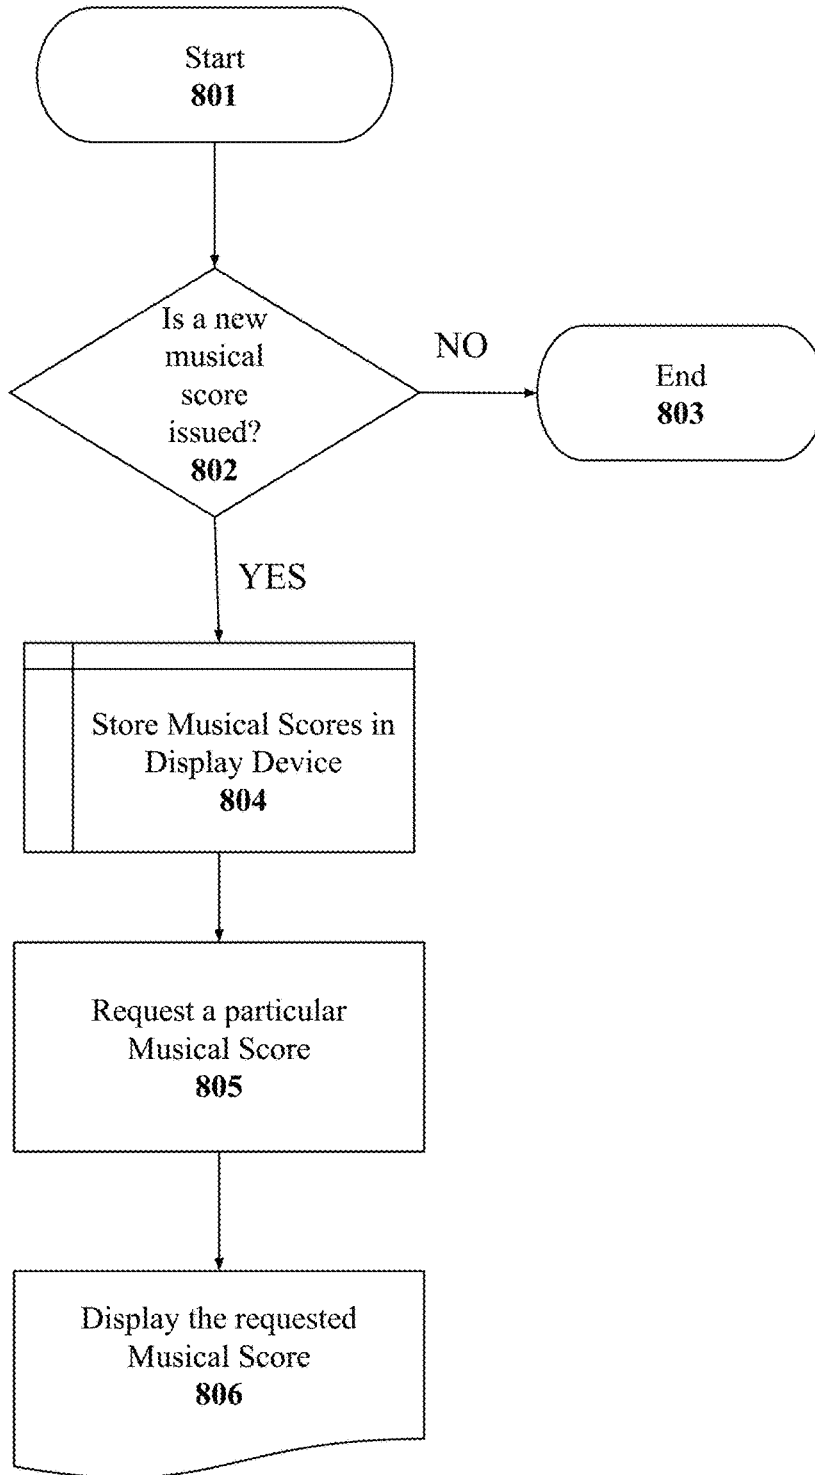 Start
801
Is a new
musical
score
issued?
802
NO
End
803
YES
Store Musical Scores in
Display Device
804
Request a particular
Musical Score
805
Display the requested
Musical Score
806